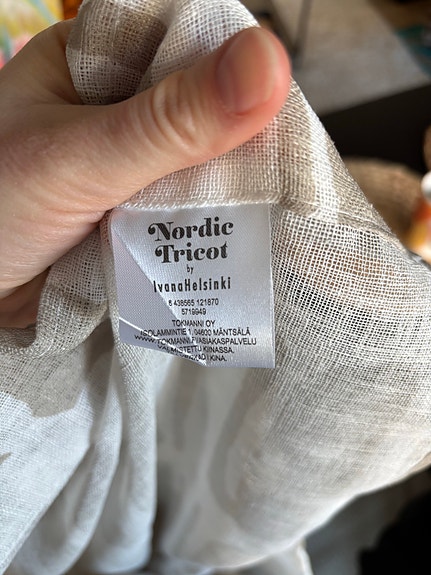 Nordic
Tricot
by
IvanaHelsinki
6 438565 121870
5719949
TOKMANNI OY
ISOLAMMINTIE 1, 04600 MÄNTSÄLÄ
WWW.TOKMANNI.FI/ASIAKASPALVELU
VALMISTETTU KIINASSA.
KINA.